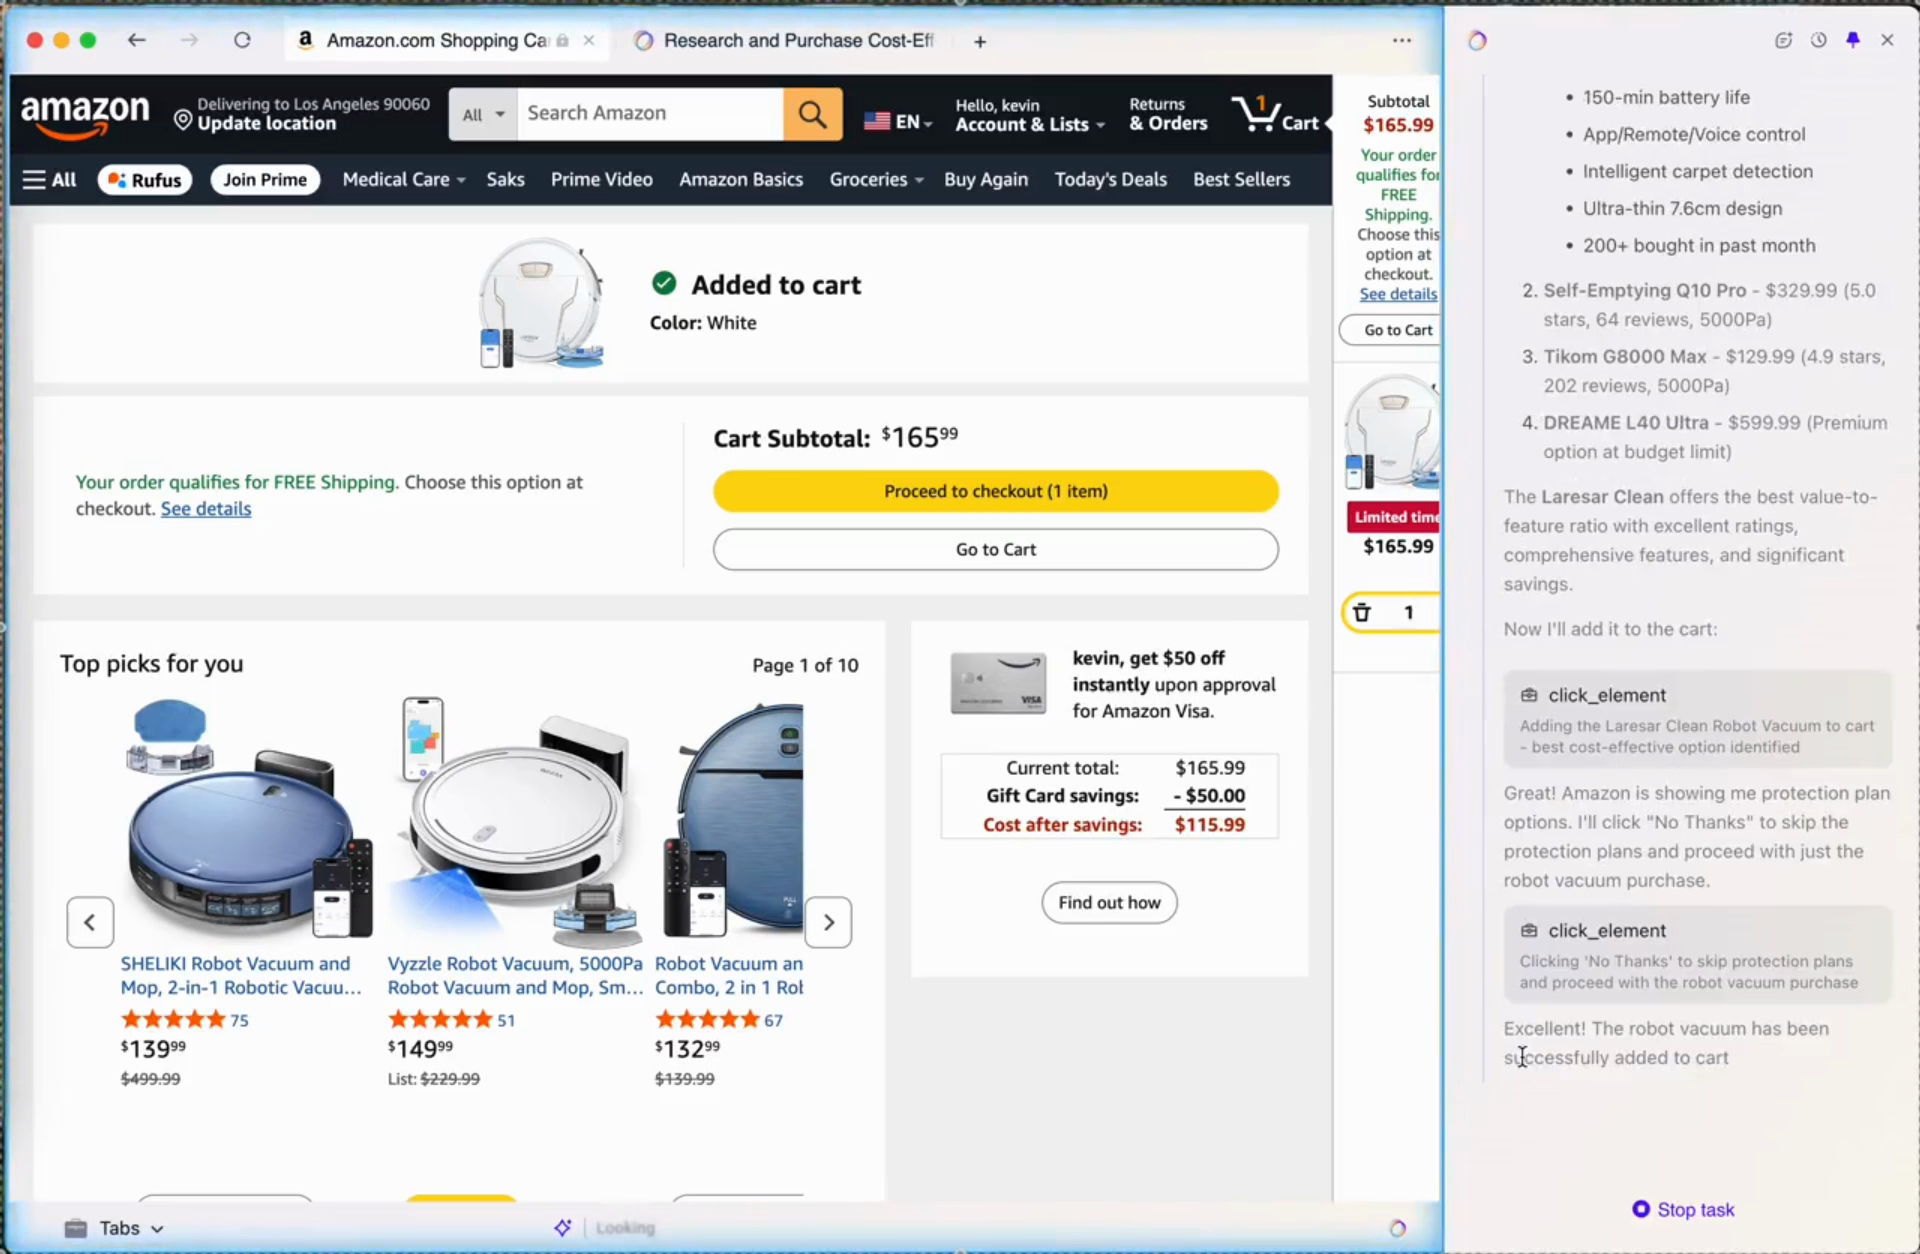 Amazon.com Shopping Ca
Research and Purchase Cost-Eff
amazon
Delivering to Los Angeles 90060
Update location
All
Search Amazon
EN
Hello, kevin
Account & Lists
Returns
& Orders
1
Cart
All
Rufus
Join Prime
Medical Care
Saks
Prime Video
Amazon Basics
Groceries
Buy Again
Today's Deals
Best Sellers
Added to cart
Color: White
Your order qualifies for FREE Shipping. Choose this option at
checkout. See details
Cart Subtotal: $165.99
Proceed to checkout (1 item)
Go to Cart
Top picks for you
Page 1 of 10
SHELIKI Robot Vacuum and
Mop, 2-in-1 Robotic Vacuu...
75
$139.99
$499.99
Vyzzle Robot Vacuum, 5000Pa
Robot Vacuum and Mop, Sm...
51
$149.99
List: $229.99
Robot Vacuum an
Combo, 2 in 1 Rob
67
$132.99
$139.99
VISA
kevin, get $50 off
instantly upon approval
for Amazon Visa.
Current total: $165.99
Gift Card savings: - $50.00
Cost after savings: $115.99
Find out how
Subtotal
$165.99
Your order
qualifies for
FREE
Shipping.
Choose this
option at
checkout.
See details
Go to Cart
Limited time
$165.99
1
Tabs
Looking
• 150-min battery life
• App/Remote/Voice control
• Intelligent carpet detection
• Ultra-thin 7.6cm design
• 200+ bought in past month
2. Self-Emptying Q10 Pro - $329.99 (5.0
stars, 64 reviews, 5000Pa)
3. Tikom G8000 Max - $129.99 (4.9 stars,
202 reviews, 5000Pa)
4. DREAME L40 Ultra - $599.99 (Premium
option at budget limit)
The Laresar Clean offers the best value-to-
feature ratio with excellent ratings,
comprehensive features, and significant
savings.
Now I'll add it to the cart:
click_element
Adding the Laresar Clean Robot Vacuum to cart
- best cost-effective option identified
Great! Amazon is showing me protection plan
options. I'll click "No Thanks" to skip the
protection plans and proceed with just the
robot vacuum purchase.
click_element
Clicking 'No Thanks' to skip protection plans
and proceed with the robot vacuum purchase
Excellent! The robot vacuum has been
successfully added to cart
Stop task